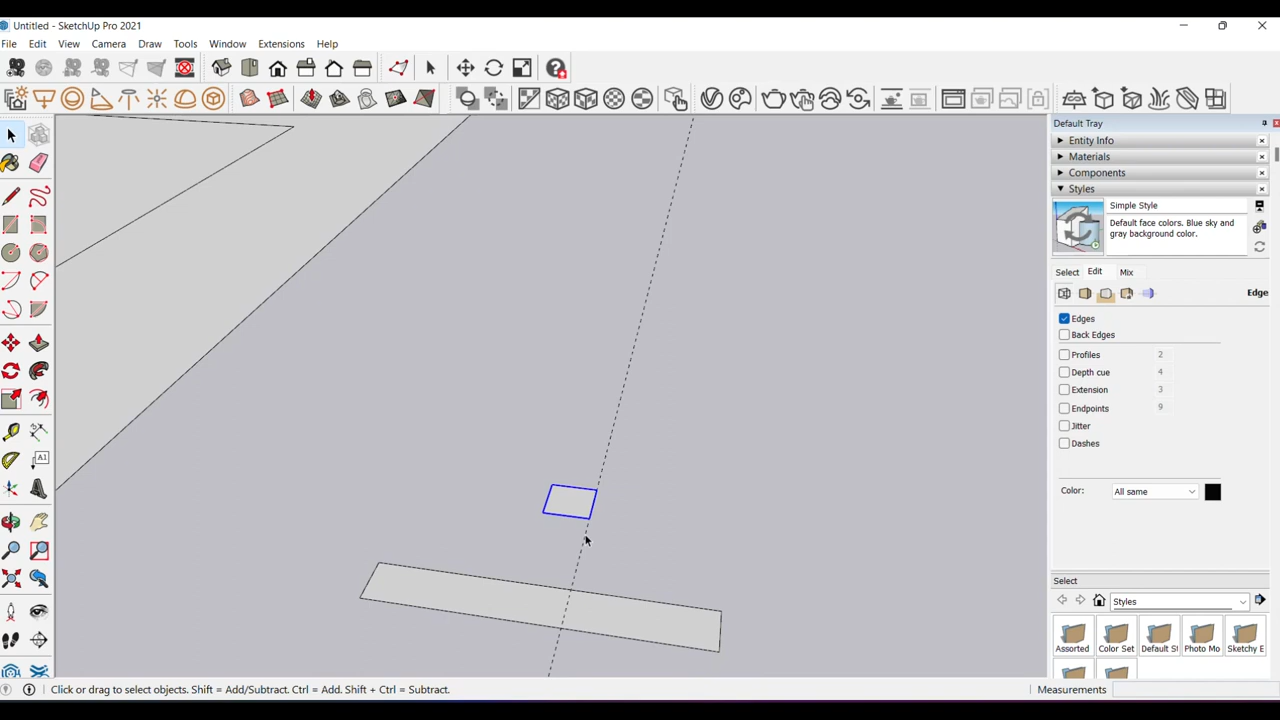 Untitled - SketchUp Pro 2021
File Edit View Camera Draw Tools Window Extensions Help
Default Tray
Entity Info
Materials
Components
Styles
Simple Style
Default face colors. Blue sky and
gray background color.
Select Edit Mix
Edge
Edges
Back Edges
Profiles 2
Depth cue 4
Extension 3
Endpoints 9
Jitter
Dashes
Color: All same
Select
Styles
Assorted Color Set Default St Photo Mo Sketchy E
A1
Click or drag to select objects. Shift = Add/Subtract. Ctrl = Add. Shift + Ctrl = Subtract.
Measurements